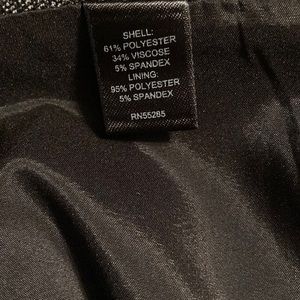 SHELL:
61% POLYESTER
34% VISCOSE
5% SPANDEX
LINING:
95% POLYESTER
5% SPANDEX
RN55285